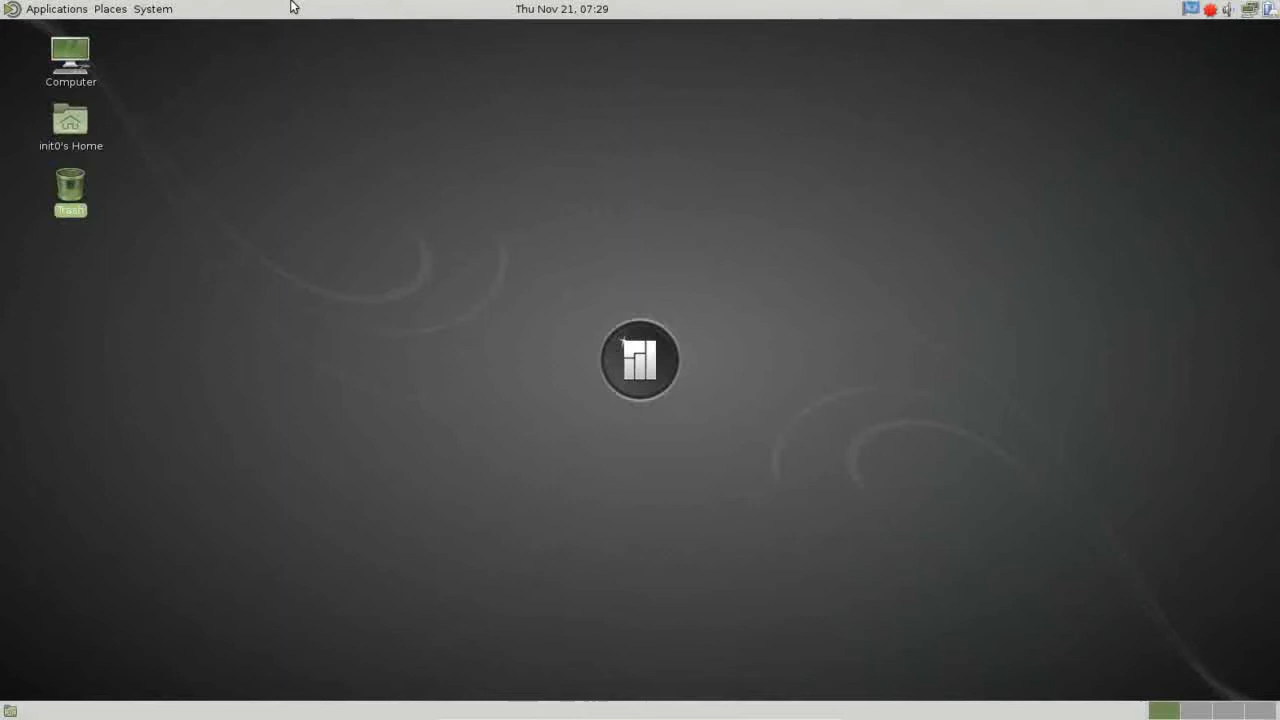 Applications Places System
Thu Nov 21, 07:29
Computer
init0's Home
Trash